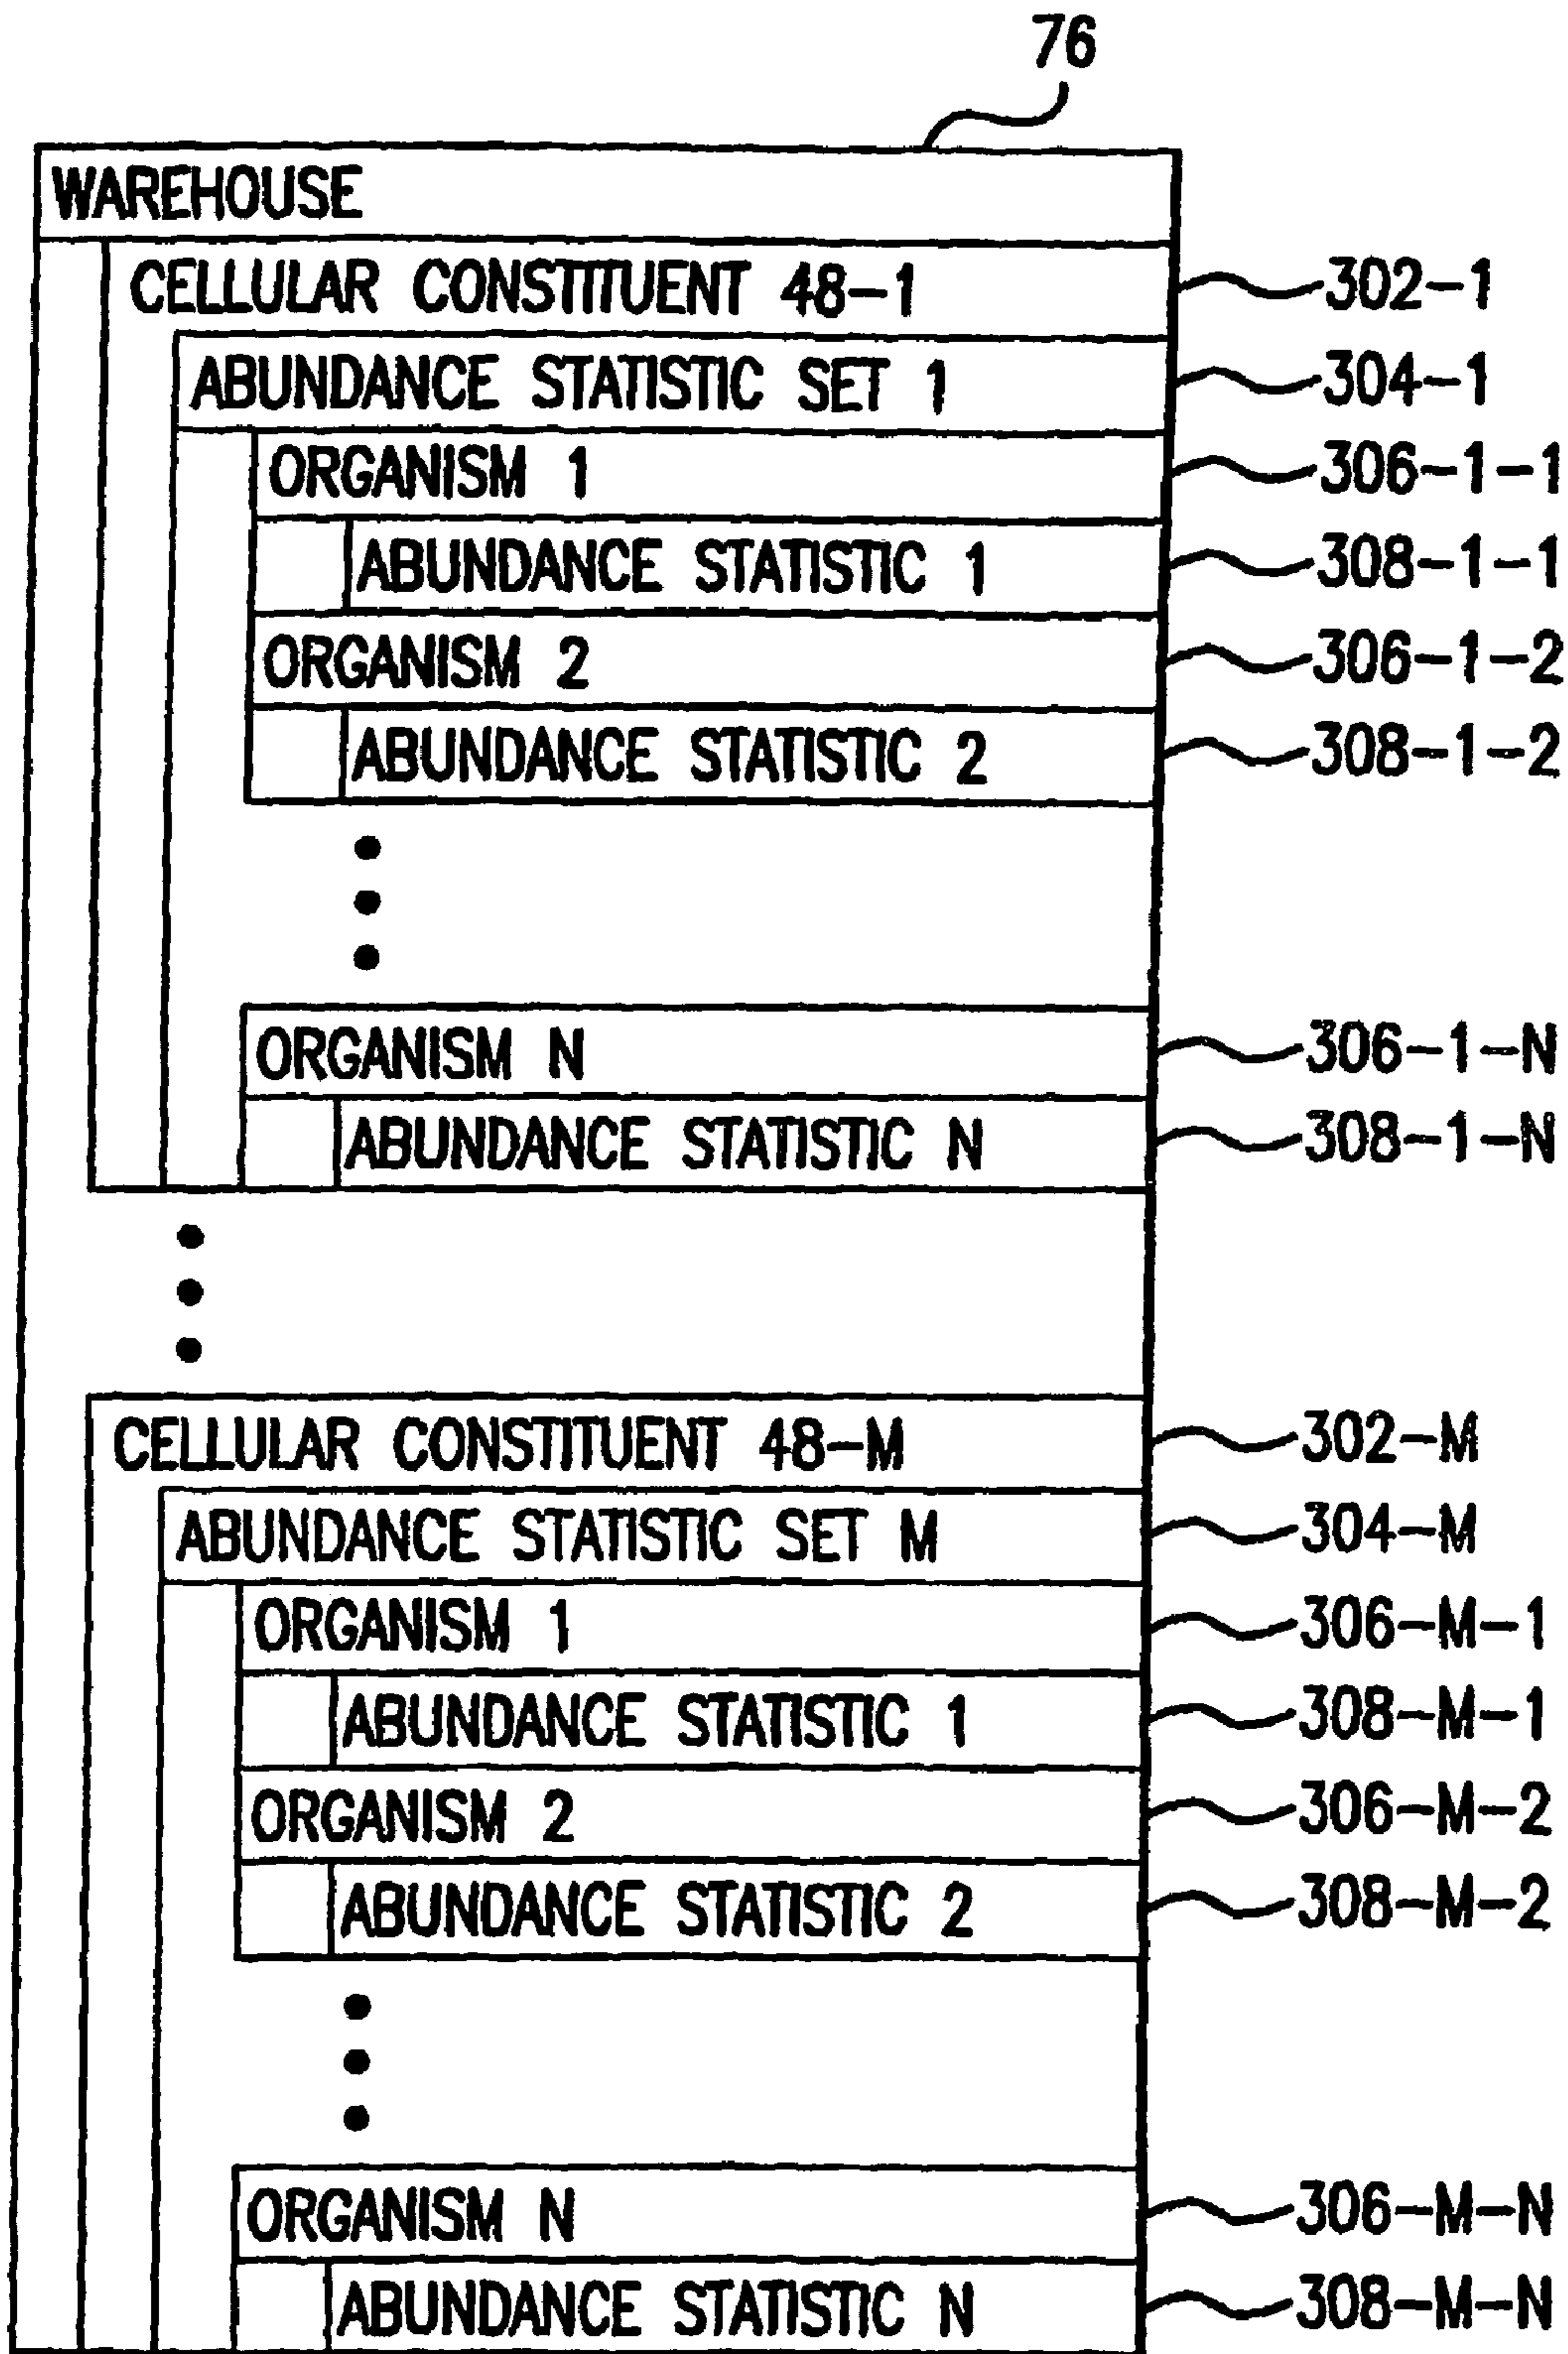 76
WAREHOUSE
CELLULAR CONSTITUENT 48-1 302-1
ABUNDANCE STATISTIC SET 1 304-1
ORGANISM 1 306-1-1
ABUNDANCE STATISTIC 1 308-1-1
ORGANISM 2 306-1-2
ABUNDANCE STATISTIC 2 308-1-2
ORGANISM N 306-1-N
ABUNDANCE STATISTIC N 308-1-N
CELLULAR CONSTITUENT 48-M 302-M
ABUNDANCE STATISTIC SET M 304-M
ORGANISM 1 306-M-1
ABUNDANCE STATISTIC 1 308-M-1
ORGANISM 2 306-M-2
ABUNDANCE STATISTIC 2 308-M-2
ORGANISM N 306-M-N
ABUNDANCE STATISTIC N 308-M-N